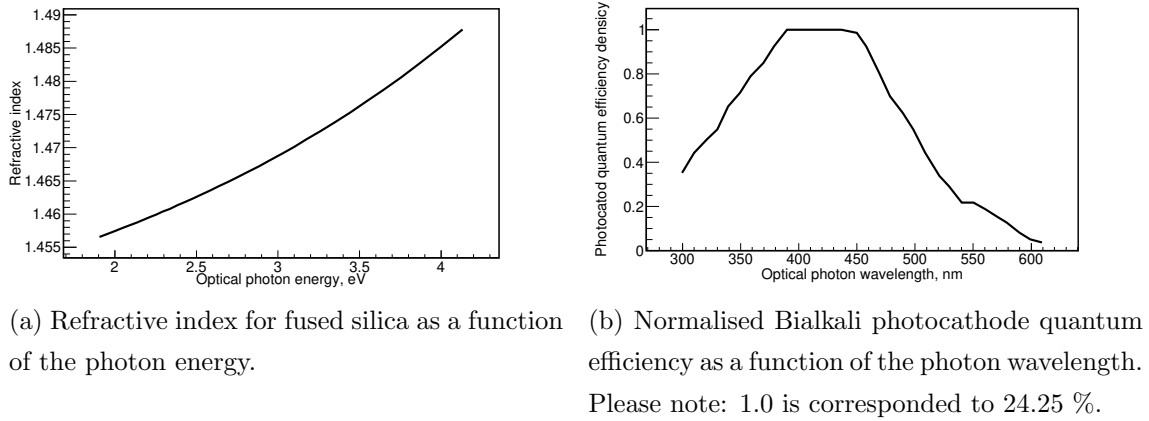 1.49
1.485
1.48
1.475
1.47
1.465
1.46
1.455
Refractive index
2 2.5 3 3.5 4
Optical photon energy, eV
1
0.8
0.6
0.4
0.2
0
Photocatod quantum efficiency density
300 350 400 450 500 550 600
Optical photon wavelength, nm
(a) Refractive index for fused silica as a function
of the photon energy.
(b) Normalised Bialkali photocathode quantum
efficiency as a function of the photon wavelength.
Please note: 1.0 is corresponded to 24.25 %.